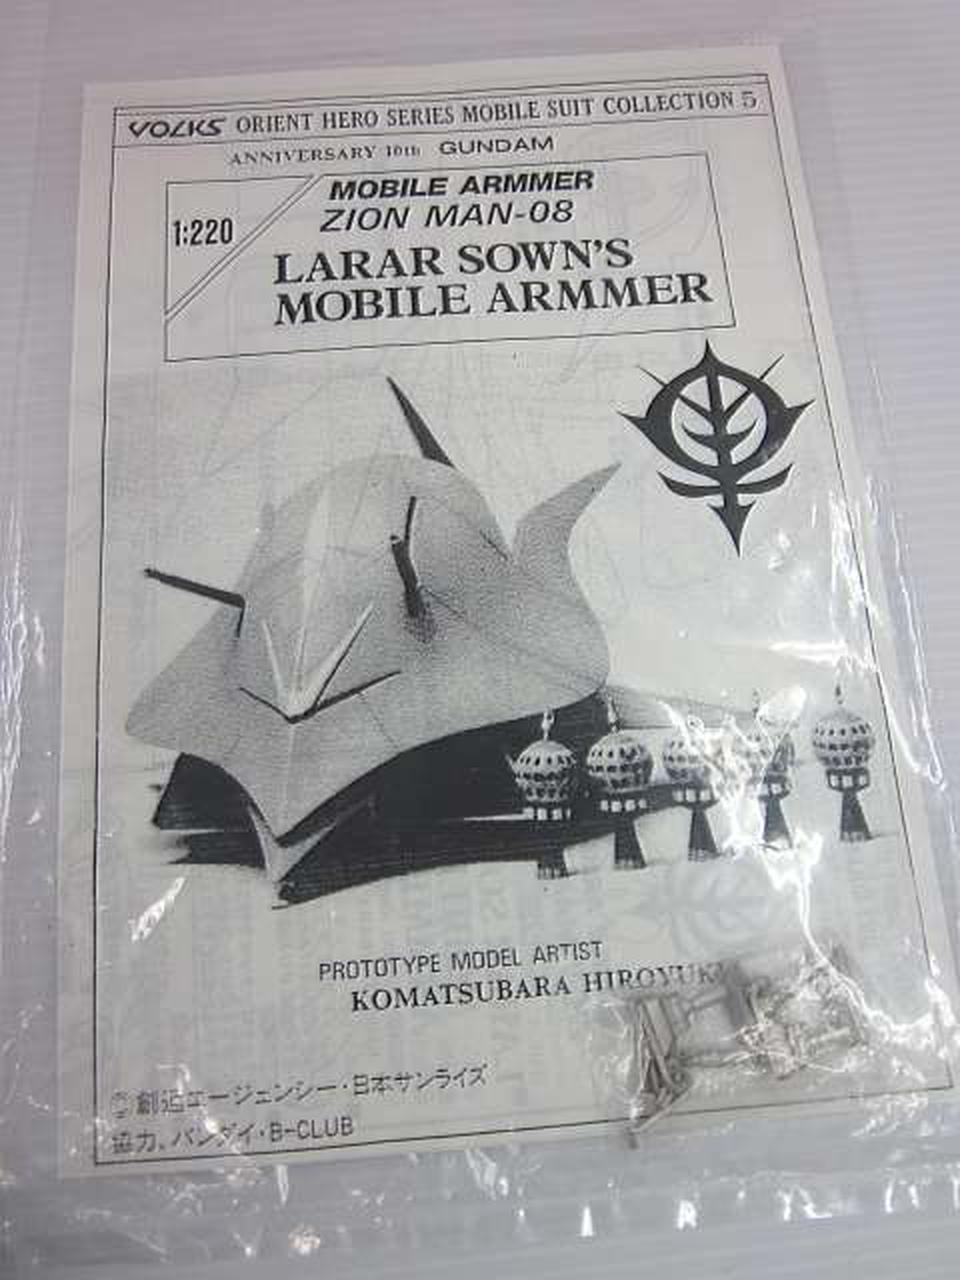 VOLKS ORIENT HERO SERIES MOBILE SUIT COLLECTION 5
ANNIVERSARY 10th GUNDAM
1:220
MOBILE ARMMER
ZION MAN-08
LARAR SOWN'S
MOBILE ARMMER
PROTOTYPE MODEL ARTIST
KOMATSUBARA HIROYUKI
©創造エージェンシー・日本サンライズ
協力、バンダイ・B-CLUB